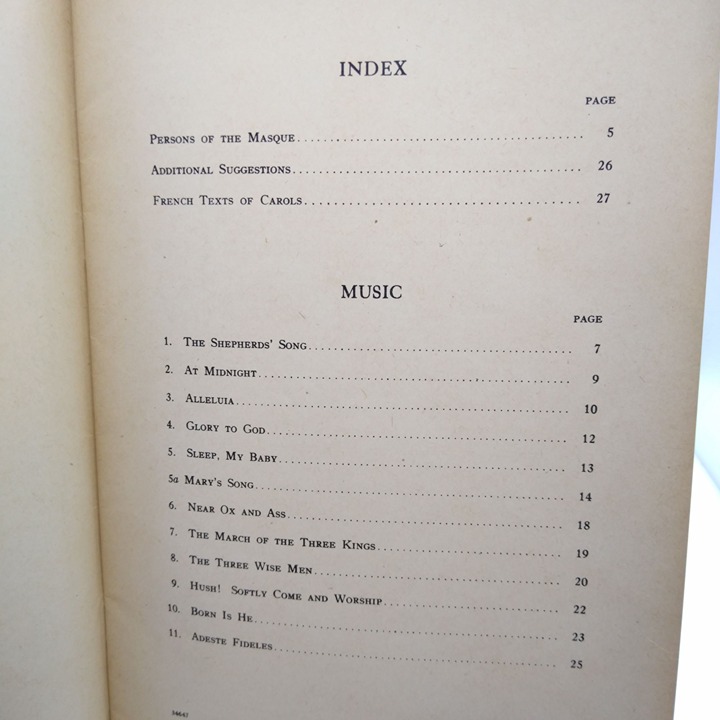 INDEX
PAGE
PERSONS OF THE MASQUE 5
ADDITIONAL SUGGESTIONS 26
FRENCH TEXTS OF CAROLS 27
MUSIC
PAGE
1. THE SHEPHERDS' SONG 7
2. AT MIDNIGHT 9
3. ALLELUIA 10
4. GLORY TO GOD 12
5. SLEEP, MY BABY 13
5a MARY'S SONG 14
6. NEAR OX AND ASS 18
7. THE MARCH OF THE THREE KINGS 19
8. THE THREE WISE MEN 20
9. HUSH! SOFTLY COME AND WORSHIP 22
10. BORN IS HE 23
11. ADESTE FIDELES 25